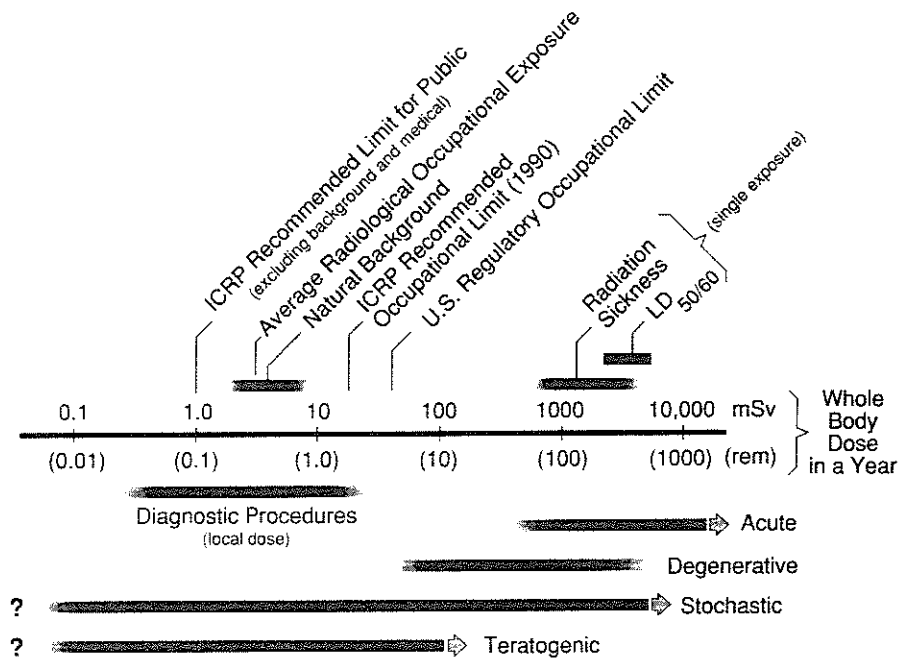 ICRP Recommended Limit for Public
(excluding background and medical)
Average Radiological Occupational Exposure
Natural Background
ICRP Recommended
Occupational Limit (1990)
U.S. Regulatory Occupational Limit
Radiation
Sickness
LD 50/60
(single exposure)
0.1 1.0 10 100 1000 10,000 mSv
(0.01) (0.1) (1.0) (10) (100) (1000) (rem)
Whole
Body
Dose
in a Year
Diagnostic Procedures
(local dose)
Acute
Degenerative
? Stochastic
? Teratogenic